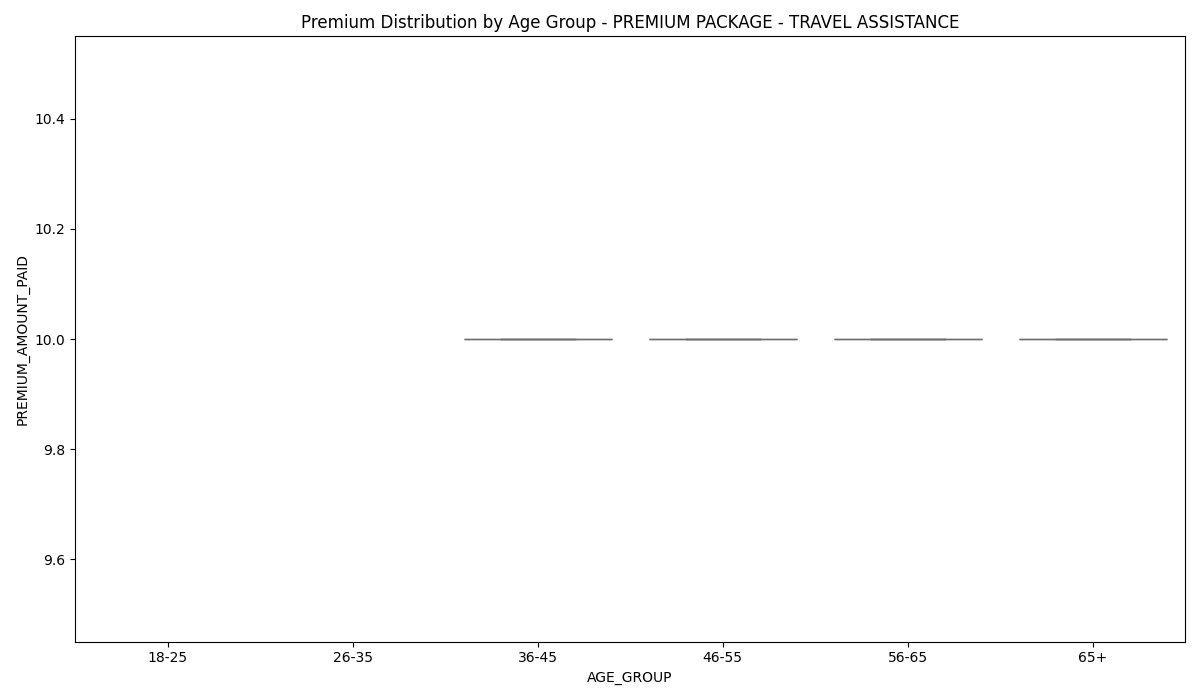 Premium Distribution by Age Group - PREMIUM PACKAGE - TRAVEL ASSISTANCE
PREMIUM_AMOUNT_PAID
10.4
10.2
10.0
9.8
9.6
18-25 26-35 36-45 46-55 56-65 65+
AGE_GROUP